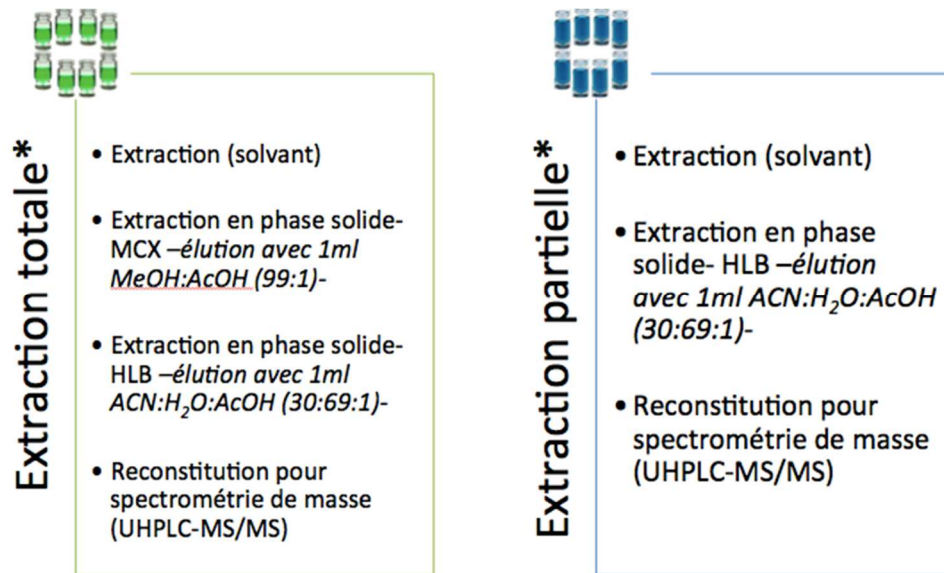 Extraction totale*
• Extraction (solvant)
• Extraction en phase solide-
MCX –élution avec 1ml
MeOH:AcOH (99:1)-
• Extraction en phase solide-
HLB –élution avec 1ml
ACN:H₂O:AcOH (30:69:1)-
• Reconstitution pour
spectrométrie de masse
(UHPLC-MS/MS)
Extraction partielle*
• Extraction (solvant)
• Extraction en phase
solide- HLB –élution
avec 1ml ACN:H₂O:AcOH
(30:69:1)-
• Reconstitution pour
spectrométrie de masse
(UHPLC-MS/MS)